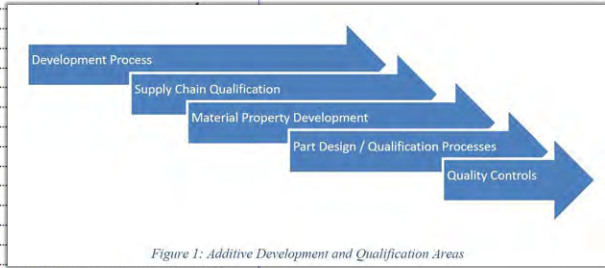 Development Process
Supply Chain Qualification
Material Property Development
Part Design / Qualification Processes
Quality Controls
Figure 1: Additive Development and Qualification Areas